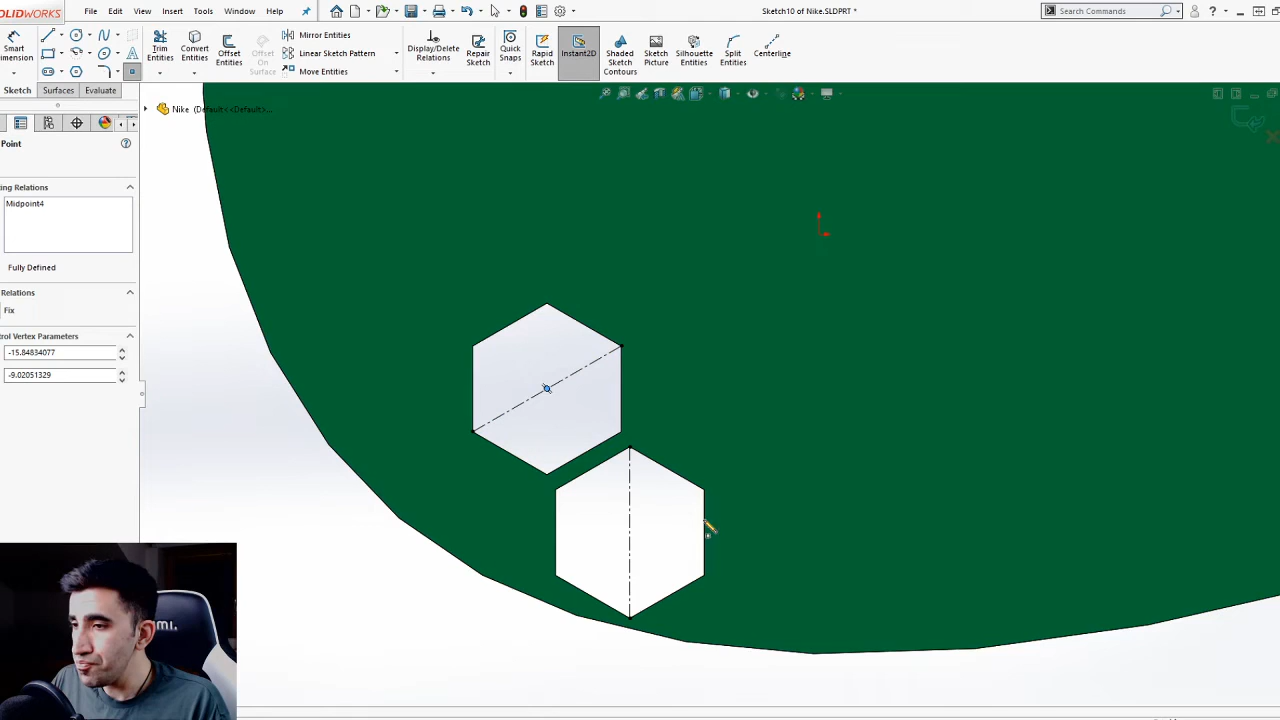 SOLIDWORKS
File Edit View Insert Tools Window Help
Sketch10 of Nike.SLDPRT *
Search Commands
?
Smart Dimension
Trim Entities
Convert Entities
Offset Entities
Offset On Surface
Mirror Entities
Linear Sketch Pattern
Move Entities
Display/Delete Relations
Repair Sketch
Quick Snaps
Rapid Sketch
Instant2D
Shaded Sketch Contours
Sketch Picture
Silhouette Entities
Split Entities
Centerline
Sketch Surfaces Evaluate
Nike (Default<<Default>...
Point
ing Relations
Midpoint4
Fully Defined
Relations
Fix
trol Vertex Parameters
-15.84834077
-9.02051329